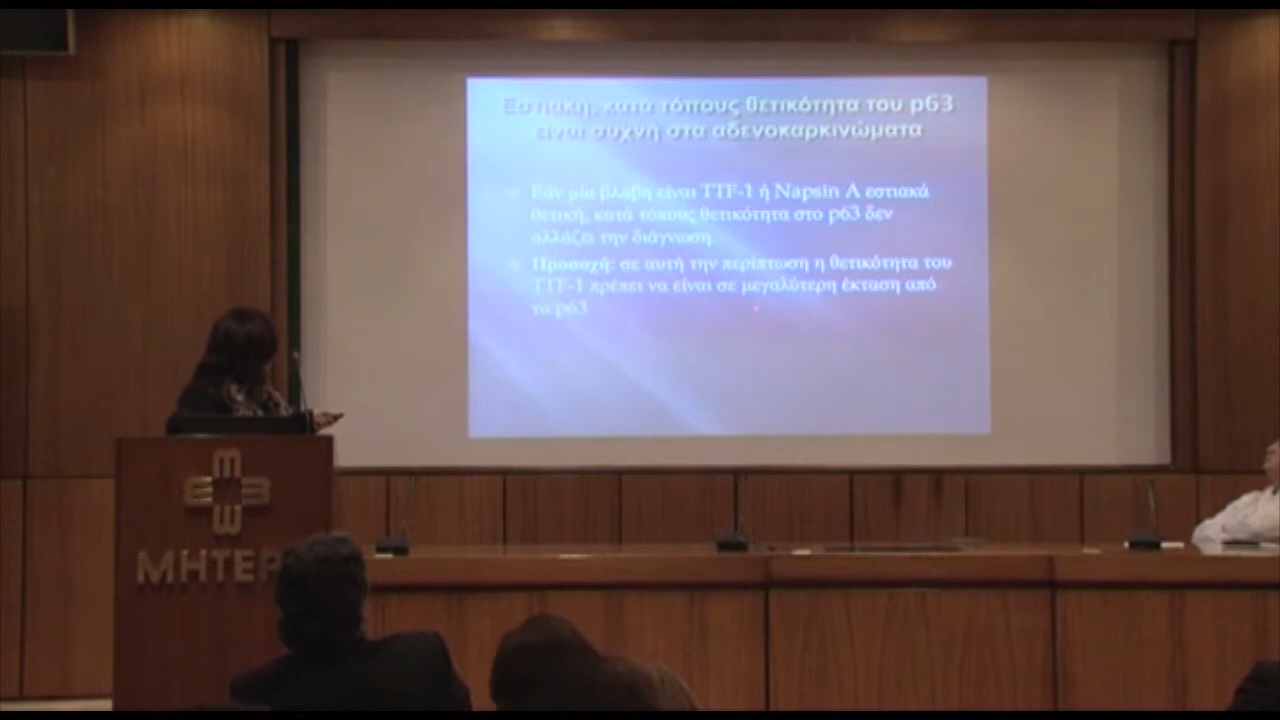 Εστιακή, κατά τόπους θετικότητα του p63
είναι συχνή στα αδενοκαρκινώματα
Εάν μία βλάβη είναι TTF-1 ή Napsin A εστιακά
θετική, κατά τόπους θετικότητα στο p63 δεν
αλλάζει την διάγνωση
Προσοχή: σε αυτή την περίπτωση η θετικότητα του
TTF-1 πρέπει να είναι σε μεγαλύτερη έκταση από
το p63
ΜΗΤΕΡ